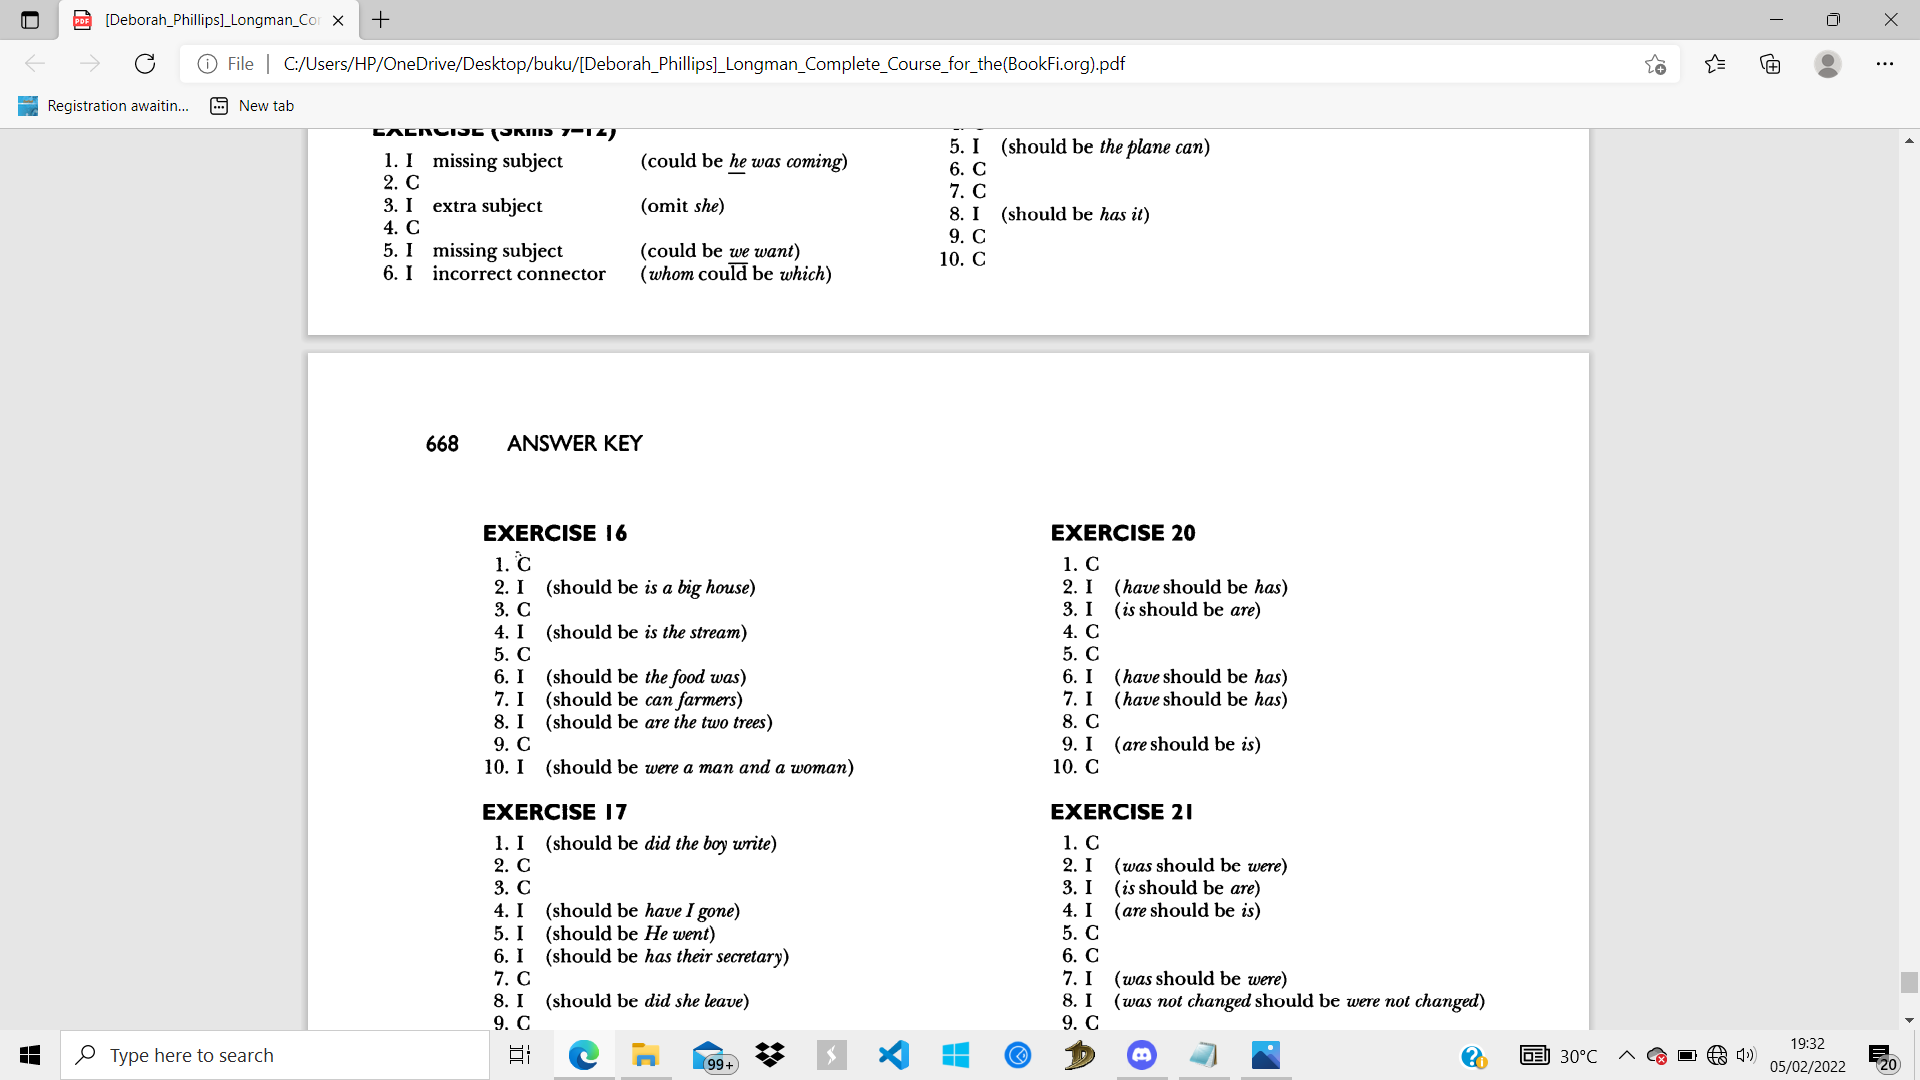 [Deborah_Phillips]_Longman_Co
File
C:/Users/HP/OneDrive/Desktop/buku/[Deborah_Phillips]_Longman_Complete_Course_for_the(BookFi.org).pdf
Registration awaitin...
New tab
EXERCISE (Skills 9–12)
1. I missing subject (could be he was coming)
2. C
3. I extra subject (omit she)
4. C
5. I missing subject (could be we want)
6. I incorrect connector (whom could be which)
5. I (should be the plane can)
6. C
7. C
8. I (should be has it)
9. C
10. C
668 ANSWER KEY
EXERCISE 16
1. C
2. I (should be is a big house)
3. C
4. I (should be is the stream)
5. C
6. I (should be the food was)
7. I (should be can farmers)
8. I (should be are the two trees)
9. C
10. I (should be were a man and a woman)
EXERCISE 17
1. I (should be did the boy write)
2. C
3. C
4. I (should be have I gone)
5. I (should be He went)
6. I (should be has their secretary)
7. C
8. I (should be did she leave)
9. C
EXERCISE 20
1. C
2. I (have should be has)
3. I (is should be are)
4. C
5. C
6. I (have should be has)
7. I (have should be has)
8. C
9. I (are should be is)
10. C
EXERCISE 21
1. C
2. I (was should be were)
3. I (is should be are)
4. I (are should be is)
5. C
6. C
7. I (was should be were)
8. I (was not changed should be were not changed)
9. C
Type here to search
99+
30°C
19:32
05/02/2022
20